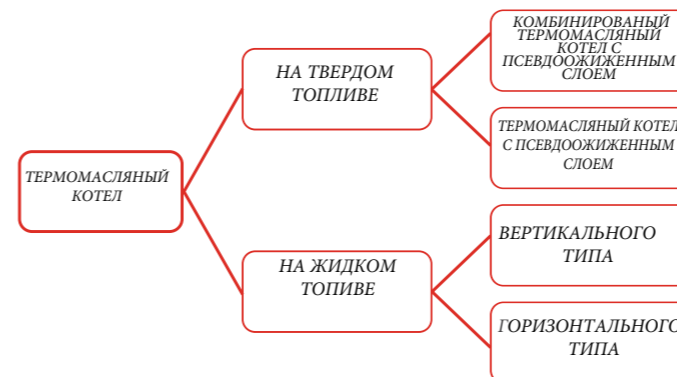 ТЕРМОМАСЛЯНЫЙ
КОТЕЛ
НА ТВЕРДОМ
ТОПЛИВЕ
КОМБИНИРОВАНЫЙ
ТЕРМОМАСЛЯНЫЙ
КОТЕЛ С
ПСЕВДООЖИЖЕННЫМ
СЛОЕМ
ТЕРМОМАСЛЯНЫЙ КОТЕЛ
С ПСЕВДООЖИЖЕННЫМ
СЛОЕМ
НА ЖИДКОМ
ТОПИВЕ
ВЕРТИКАЛЬНОГО
ТИПА
ГОРИЗОНТАЛЬНОГО
ТИПА